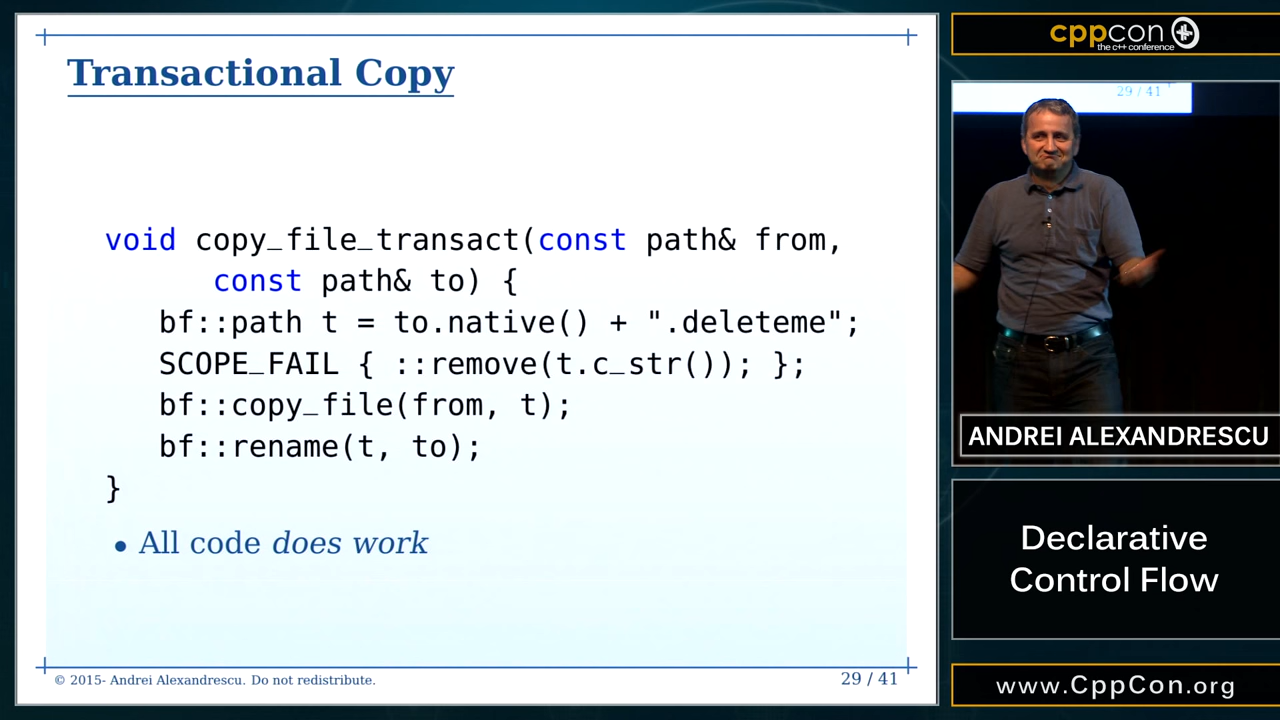 Transactional Copy
void copy_file_transact(const path& from,
const path& to) {
bf::path t = to.native() + ".deleteme";
SCOPE_FAIL { ::remove(t.c_str()); };
bf::copy_file(from, t);
bf::rename(t, to);
}
• All code does work
© 2015- Andrei Alexandrescu. Do not redistribute.
29 / 41
cppcon
the c++ conference
29 / 41
ANDREI ALEXANDRESCU
Declarative
Control Flow
www.CppCon.org